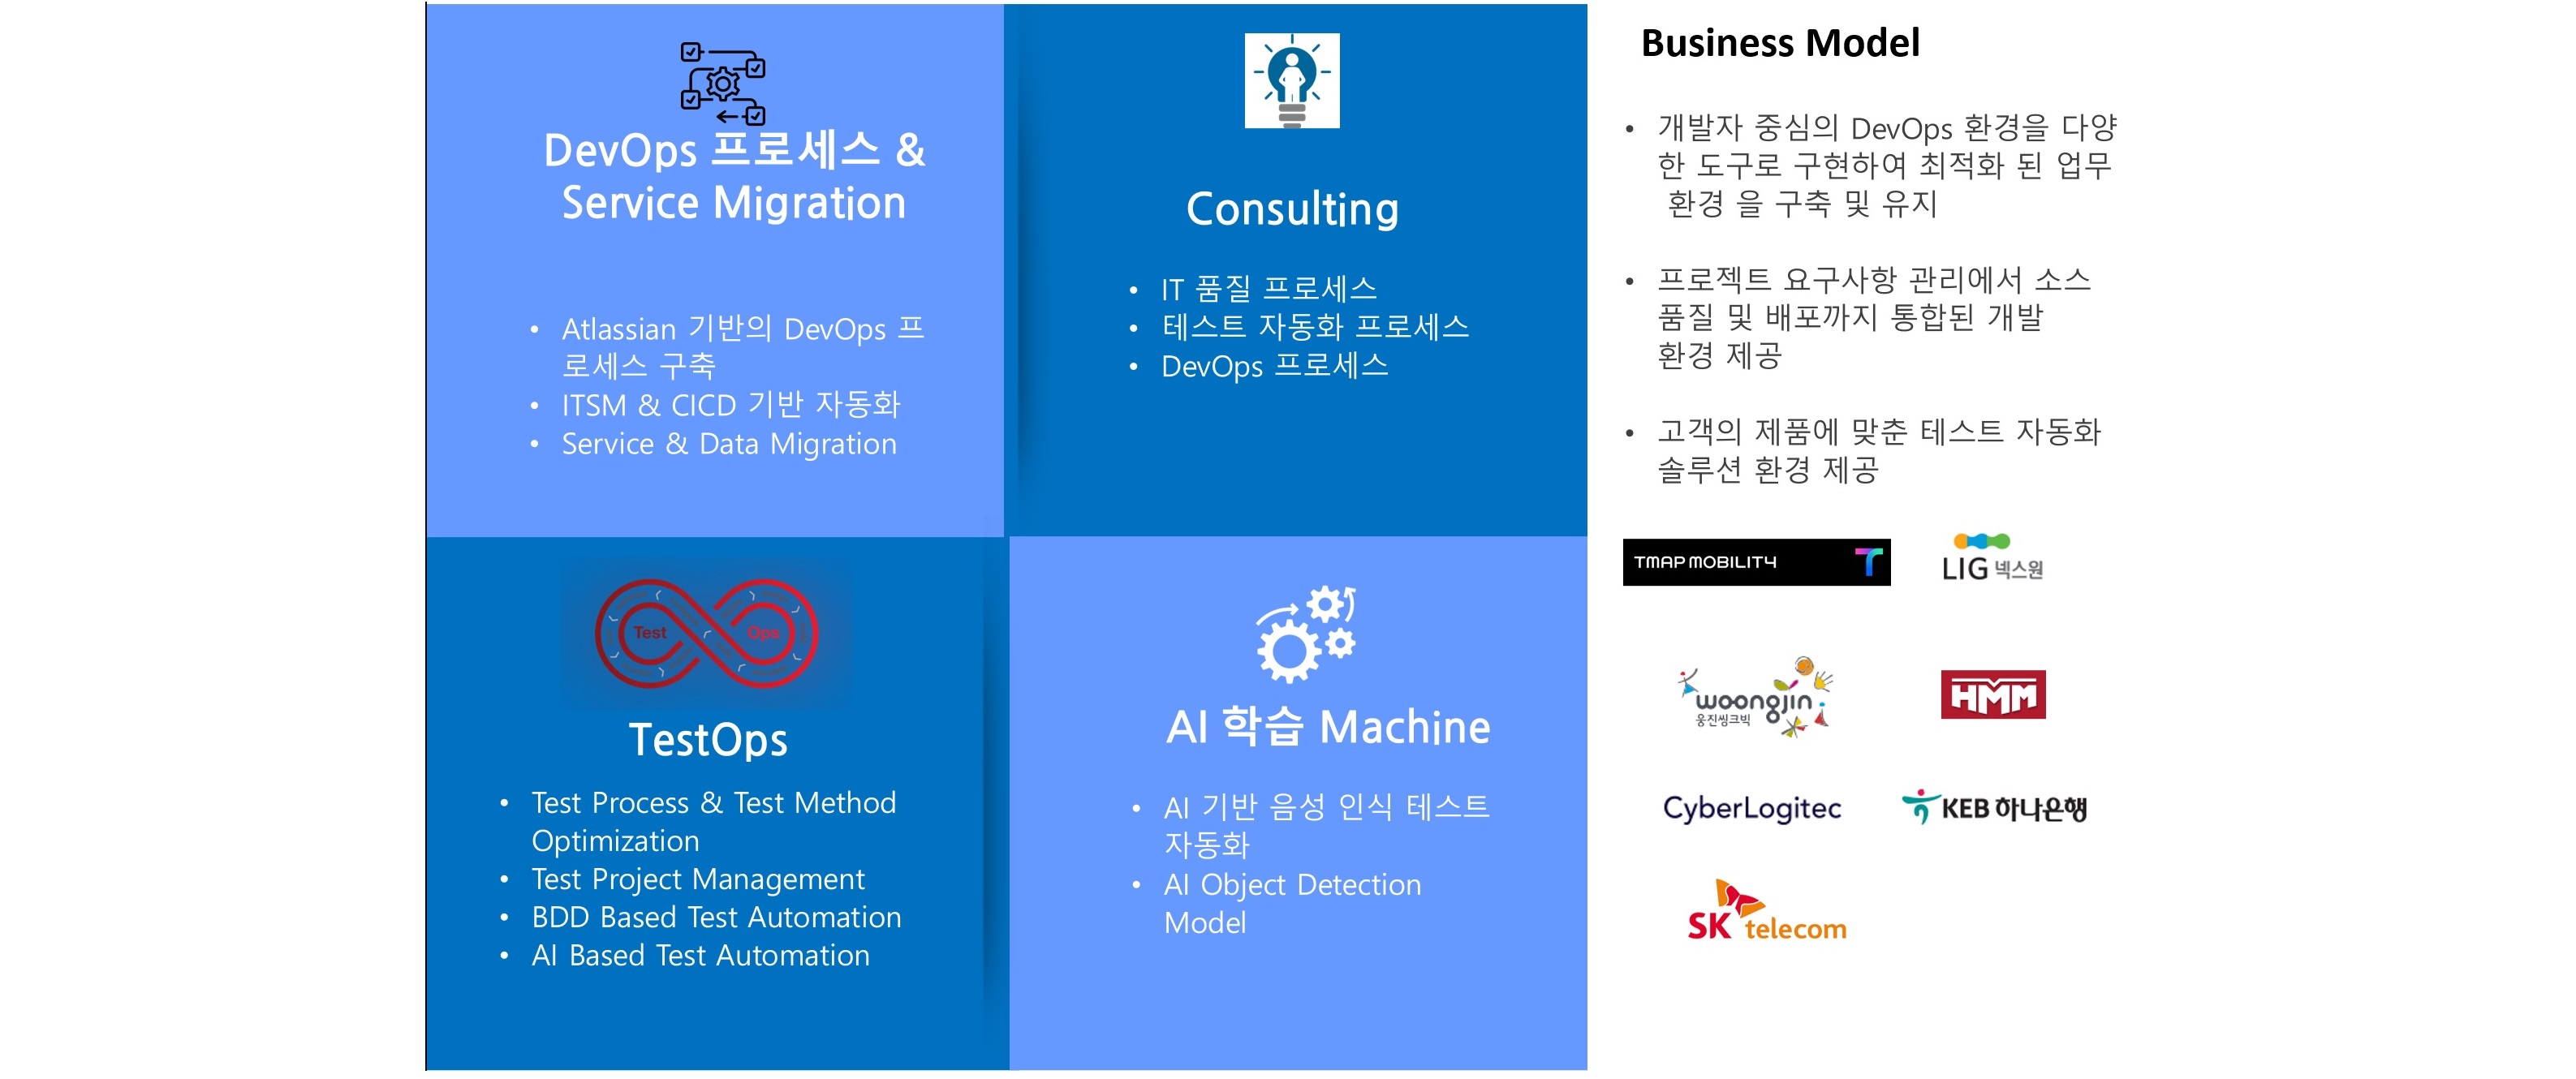 DevOps 프로세스 &
Service Migration
• Atlassian 기반의 DevOps 프
로세스 구축
• ITSM & CICD 기반 자동화
• Service & Data Migration
Consulting
• IT 품질 프로세스
• 테스트 자동화 프로세스
• DevOps 프로세스
Test Ops
TestOps
• Test Process & Test Method
Optimization
• Test Project Management
• BDD Based Test Automation
• AI Based Test Automation
AI 학습 Machine
• AI 기반 음성 인식 테스트
자동화
• AI Object Detection
Model
Business Model
• 개발자 중심의 DevOps 환경을 다양
한 도구로 구현하여 최적화 된 업무
환경 을 구축 및 유지
• 프로젝트 요구사항 관리에서 소스
품질 및 배포까지 통합된 개발
환경 제공
• 고객의 제품에 맞춘 테스트 자동화
솔루션 환경 제공
TMAP MOBILITY
LIG 넥스원
woongjin
웅진씽크빅
HMM
CyberLogitec
KEB 하나은행
SK telecom